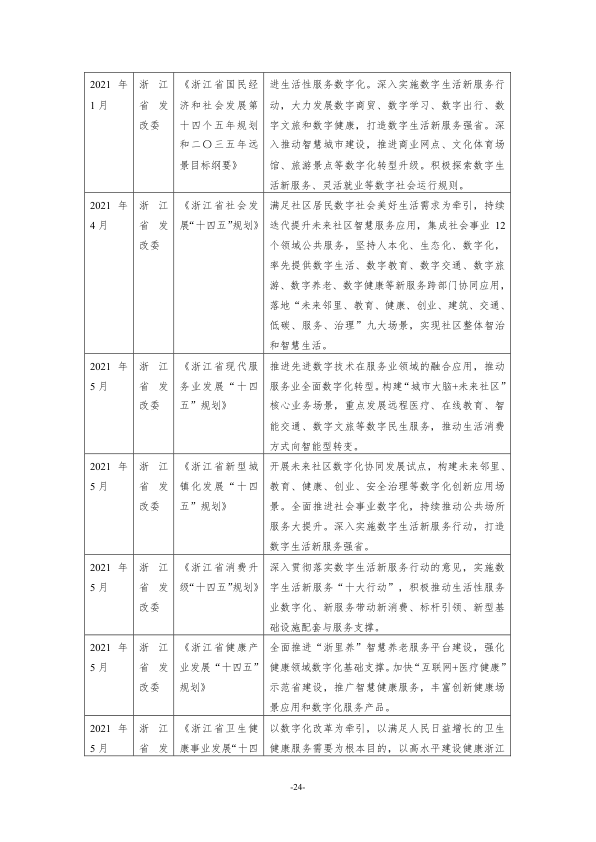 2021 年 浙 江 《浙江省国民经 进生活性服务数字化。深入实施数字生活新服务行
1 月 省 发 济和社会发展第 动，大力发展数字商贸、数字学习、数字出行、数
改委 十四个五年规划 字文旅和数字健康，打造数字生活新服务强省。深
和二〇三五年远 入推动智慧城市建设，推进商业网点、文化体育场
景目标纲要》 馆、旅游景点等数字化转型升级。积极探索数字生
活新服务、灵活就业等数字社会运行规则。
2021 年 浙 江 《浙江省社会发 满足社区居民数字社会美好生活需求为牵引，持续
4 月 省 发 展“十四五”规划》 迭代提升未来社区智慧服务应用，集成社会事业 12
改委 个领域公共服务，坚持人本化、生态化、数字化，
率先提供数字生活、数字教育、数字交通、数字旅
游、数字养老、数字健康等新服务跨部门协同应用，
落地“未来邻里、教育、健康、创业、建筑、交通、
低碳、服务、治理”九大场景，实现社区整体智治
和智慧生活。
2021 年 浙 江 《浙江省现代服 推进先进数字技术在服务业领域的融合应用，推动
5 月 省 发 务业发展“十四 服务业全面数字化转型。构建“城市大脑+未来社区”
改委 五”规划》 核心业务场景，重点发展远程医疗、在线教育、智
能交通、数字文旅等数字民生服务，推动生活消费
方式向智能型转变。
2021 年 浙 江 《浙江省新型城 开展未来社区数字化协同发展试点，构建未来邻里、
5 月 省 发 镇化发展“十四 教育、健康、创业、安全治理等数字化创新应用场
改委 五”规划》 景。全面推进社会事业数字化，持续推动公共场所
服务大提升。深入实施数字生活新服务行动，打造
数字生活新服务强省。
2021 年 浙 江 《浙江省消费升 深入贯彻落实数字生活新服务行动的意见，实施数
5 月 省 发 级“十四五”规划》 字生活新服务“十大行动”，积极推动生活性服务
改委 业数字化、新服务带动新消费、标杆引领、新型基
础设施配套与服务支撑。
2021 年 浙 江 《浙江省健康产 全面推进“浙里养”智慧养老服务平台建设，强化
5 月 省 发 业发展“十四五” 健康领域数字化基础支撑。加快“互联网+医疗健康”
改委 规划》 示范省建设，推广智慧健康服务，丰富创新健康场
景应用和数字化服务产品。
2021 年 浙 江 《浙江省卫生健 以数字化改革为牵引，以满足人民日益增长的卫生
5 月 省 发 康事业发展“十四 健康服务需要为根本目的，以高水平建设健康浙江
-24-